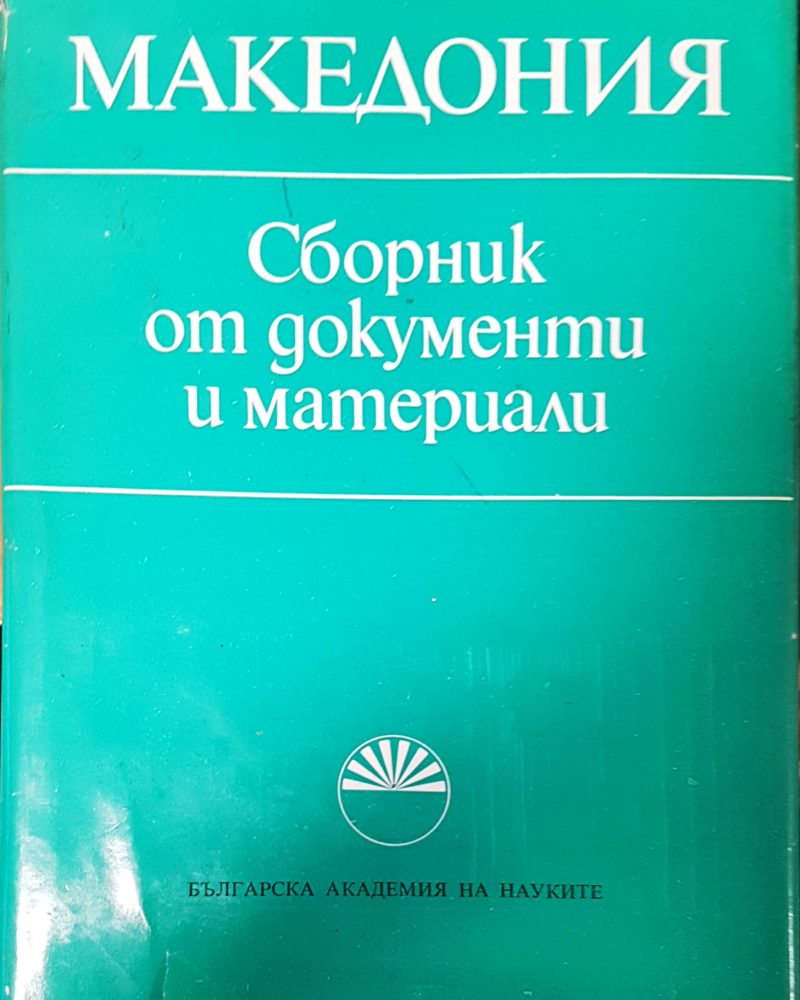 МАКЕДОНИЯ
Сборник
от документи
и материали
БЪЛГАРСКА АКАДЕМИЯ НА НАУКИТЕ